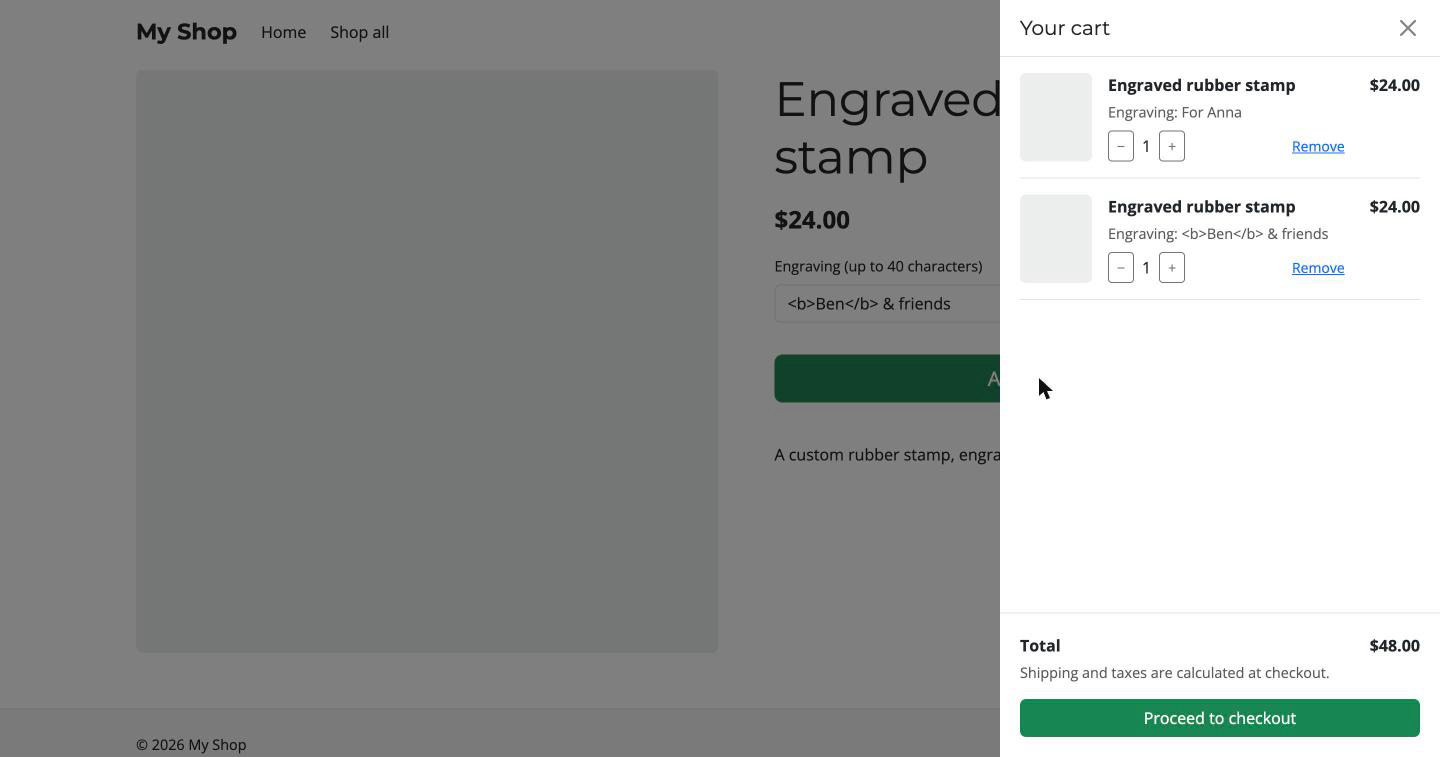 My Shop
Home
Shop all
Engraved
stamp
$24.00
Engraving (up to 40 characters)
<b>Ben</b> & friends
A custom rubber stamp, engra
© 2026 My Shop
Your cart
Engraved rubber stamp
$24.00
Engraving: For Anna
− 1 +
Remove
Engraved rubber stamp
$24.00
Engraving: <b>Ben</b> & friends
− 1 +
Remove
Total
$48.00
Shipping and taxes are calculated at checkout.
Proceed to checkout